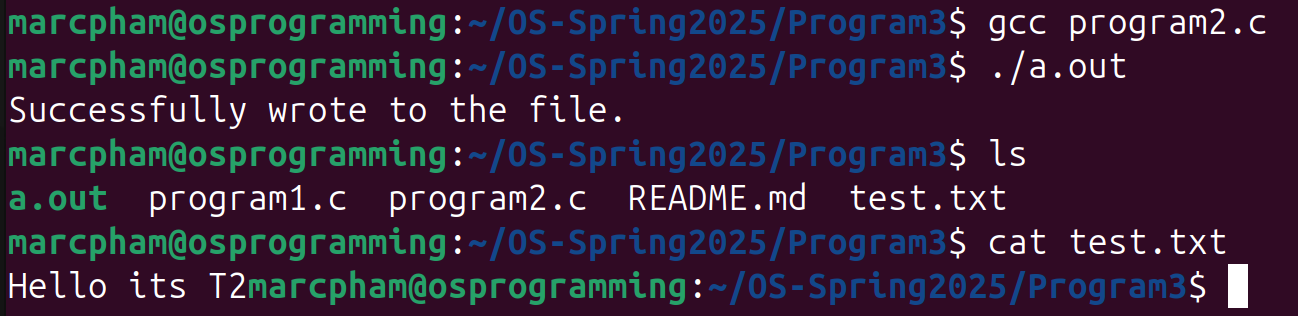 marcpham@osprogramming:~/OS-Spring2025/Program3$ gcc program2.c
marcpham@osprogramming:~/OS-Spring2025/Program3$ ./a.out
Successfully wrote to the file.
marcpham@osprogramming:~/OS-Spring2025/Program3$ ls
a.out  program1.c  program2.c  README.md  test.txt
marcpham@osprogramming:~/OS-Spring2025/Program3$ cat test.txt
Hello its T2marcpham@osprogramming:~/OS-Spring2025/Program3$